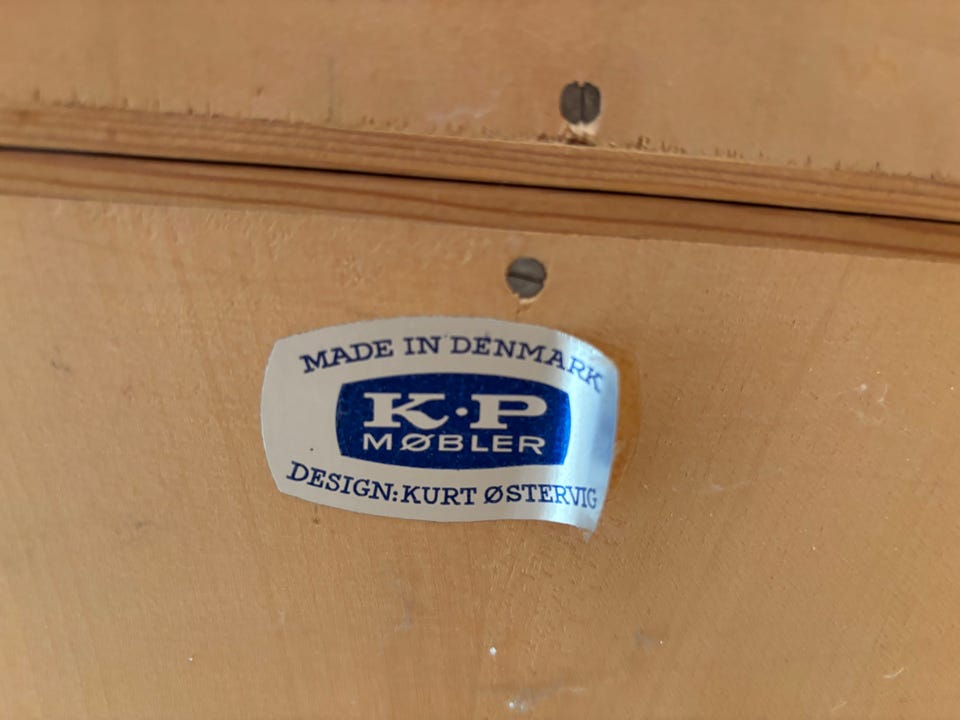 MADE IN DENMARK
K·P
MØBLER
DESIGN: KURT ØSTERVIG